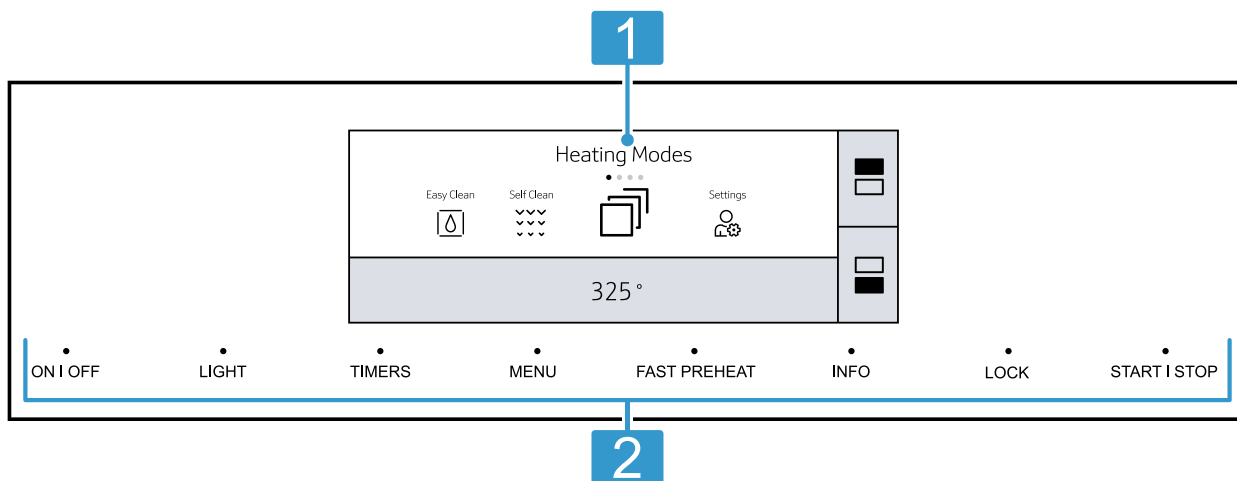 1
Heating Modes
Easy Clean Self Clean Settings
325°
ON I OFF LIGHT TIMERS MENU FAST PREHEAT INFO LOCK START I STOP
2